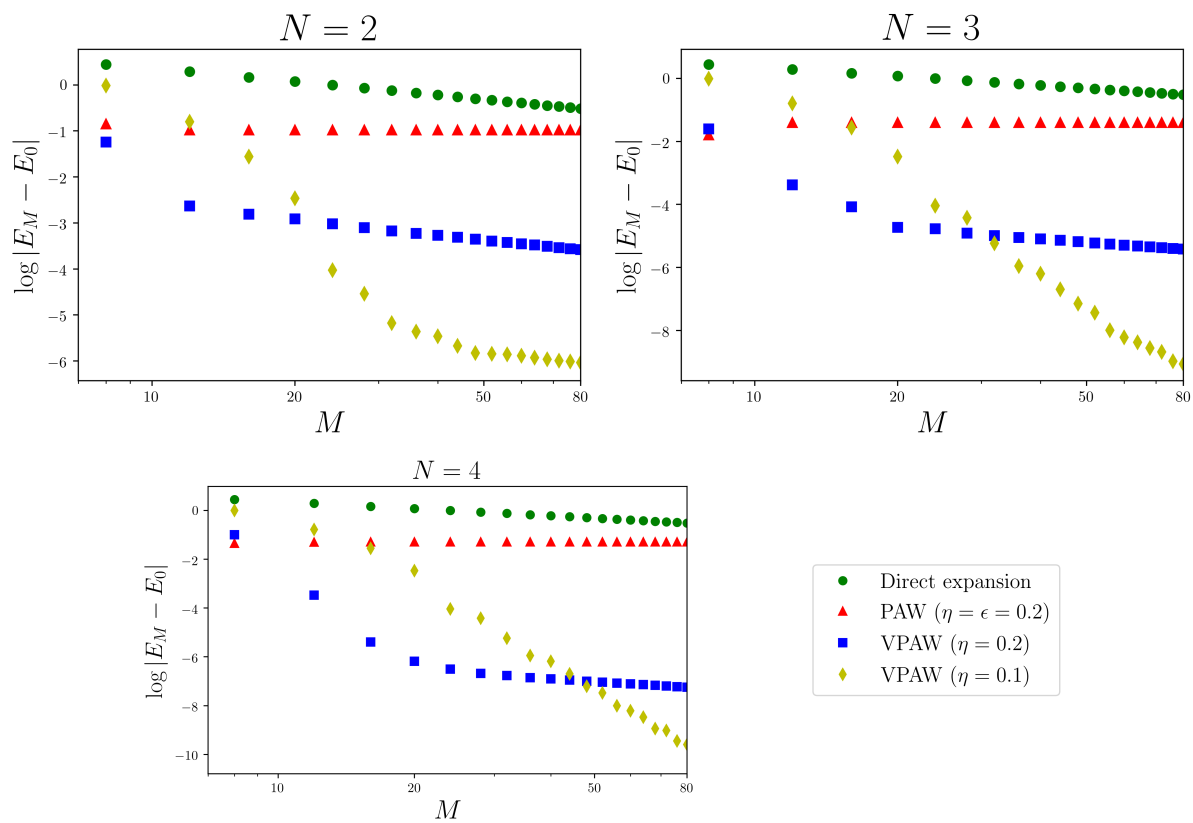 N = 2
0
−1
−2
−3
−4
−5
−6
log |E_M − E_0|
10
20
50
80
M
N = 3
0
−2
−4
−6
−8
log |E_M − E_0|
10
20
50
80
M
N = 4
0
−2
−4
−6
−8
−10
log |E_M − E_0|
10
20
50
80
M
Direct expansion
PAW (η = ϵ = 0.2)
VPAW (η = 0.2)
VPAW (η = 0.1)